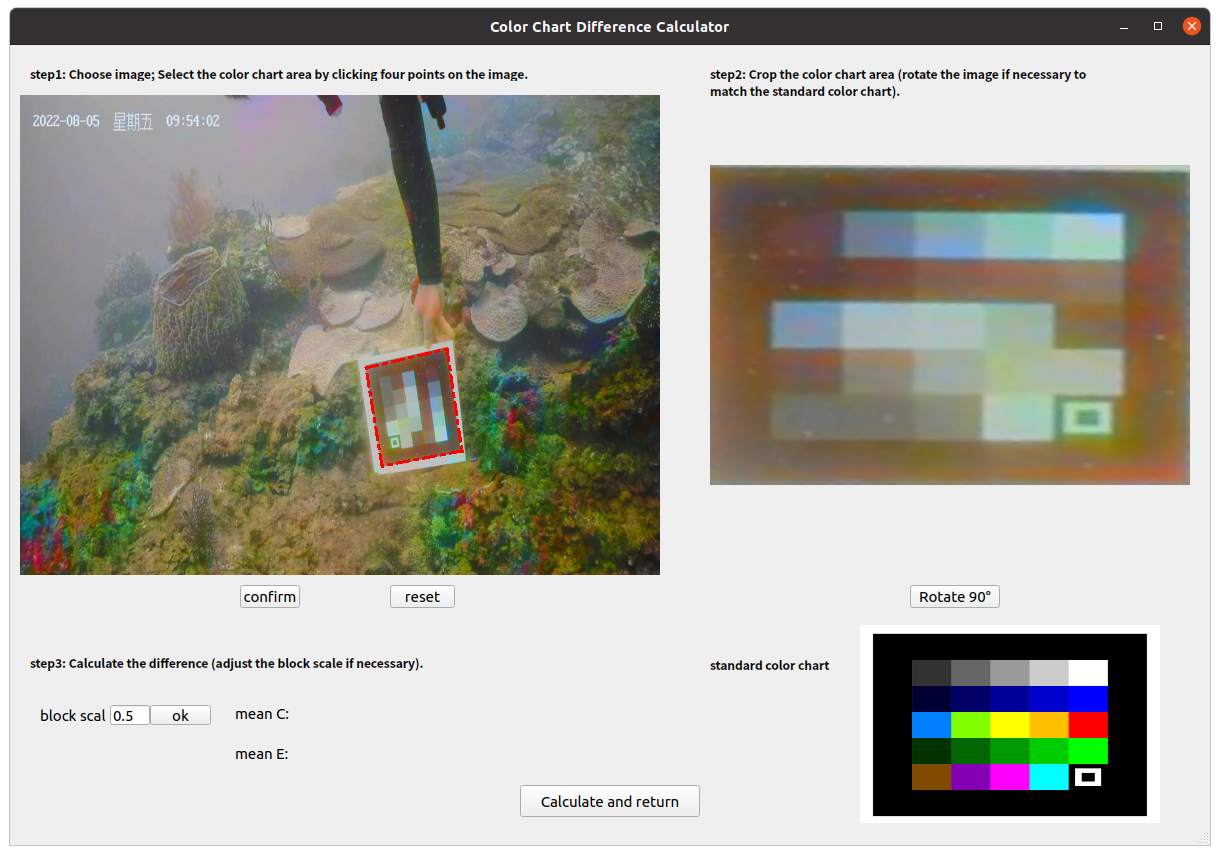 Color Chart Difference Calculator
step1: Choose image; Select the color chart area by clicking four points on the image.
step2: Crop the color chart area (rotate the image if necessary to
match the standard color chart).
2022-08-05 星期五 09:54:02
confirm
reset
Rotate 90°
step3: Calculate the difference (adjust the block scale if necessary).
standard color chart
block scal 0.5 ok
mean C:
mean E:
Calculate and return